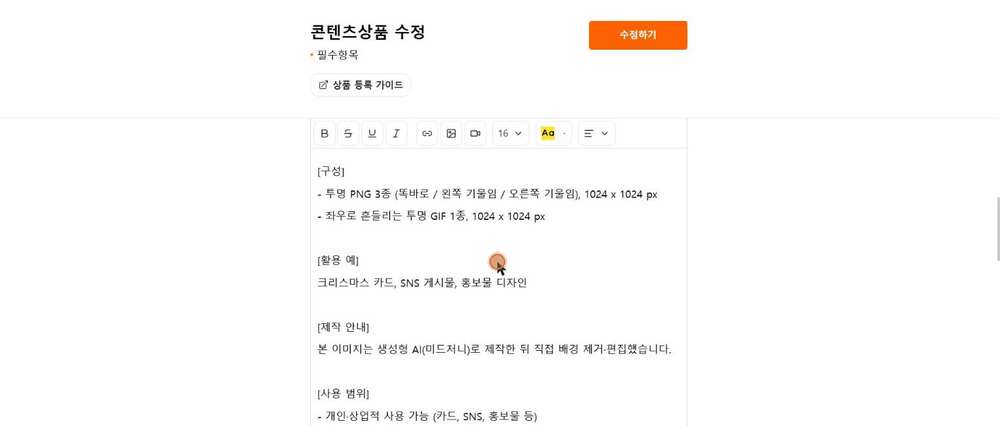 콘텐츠상품 수정
수정하기
• 필수항목
상품 등록 가이드
B S U I 16 Aa
[구성]
- 투명 PNG 3종 (똑바로 / 왼쪽 기울임 / 오른쪽 기울임), 1024 x 1024 px
- 좌우로 흔들리는 투명 GIF 1종, 1024 x 1024 px
[활용 예]
크리스마스 카드, SNS 게시물, 홍보물 디자인
[제작 안내]
본 이미지는 생성형 AI(미드저니)로 제작한 뒤 직접 배경 제거·편집했습니다.
[사용 범위]
- 개인·상업적 사용 가능 (카드, SNS, 홍보물 등)